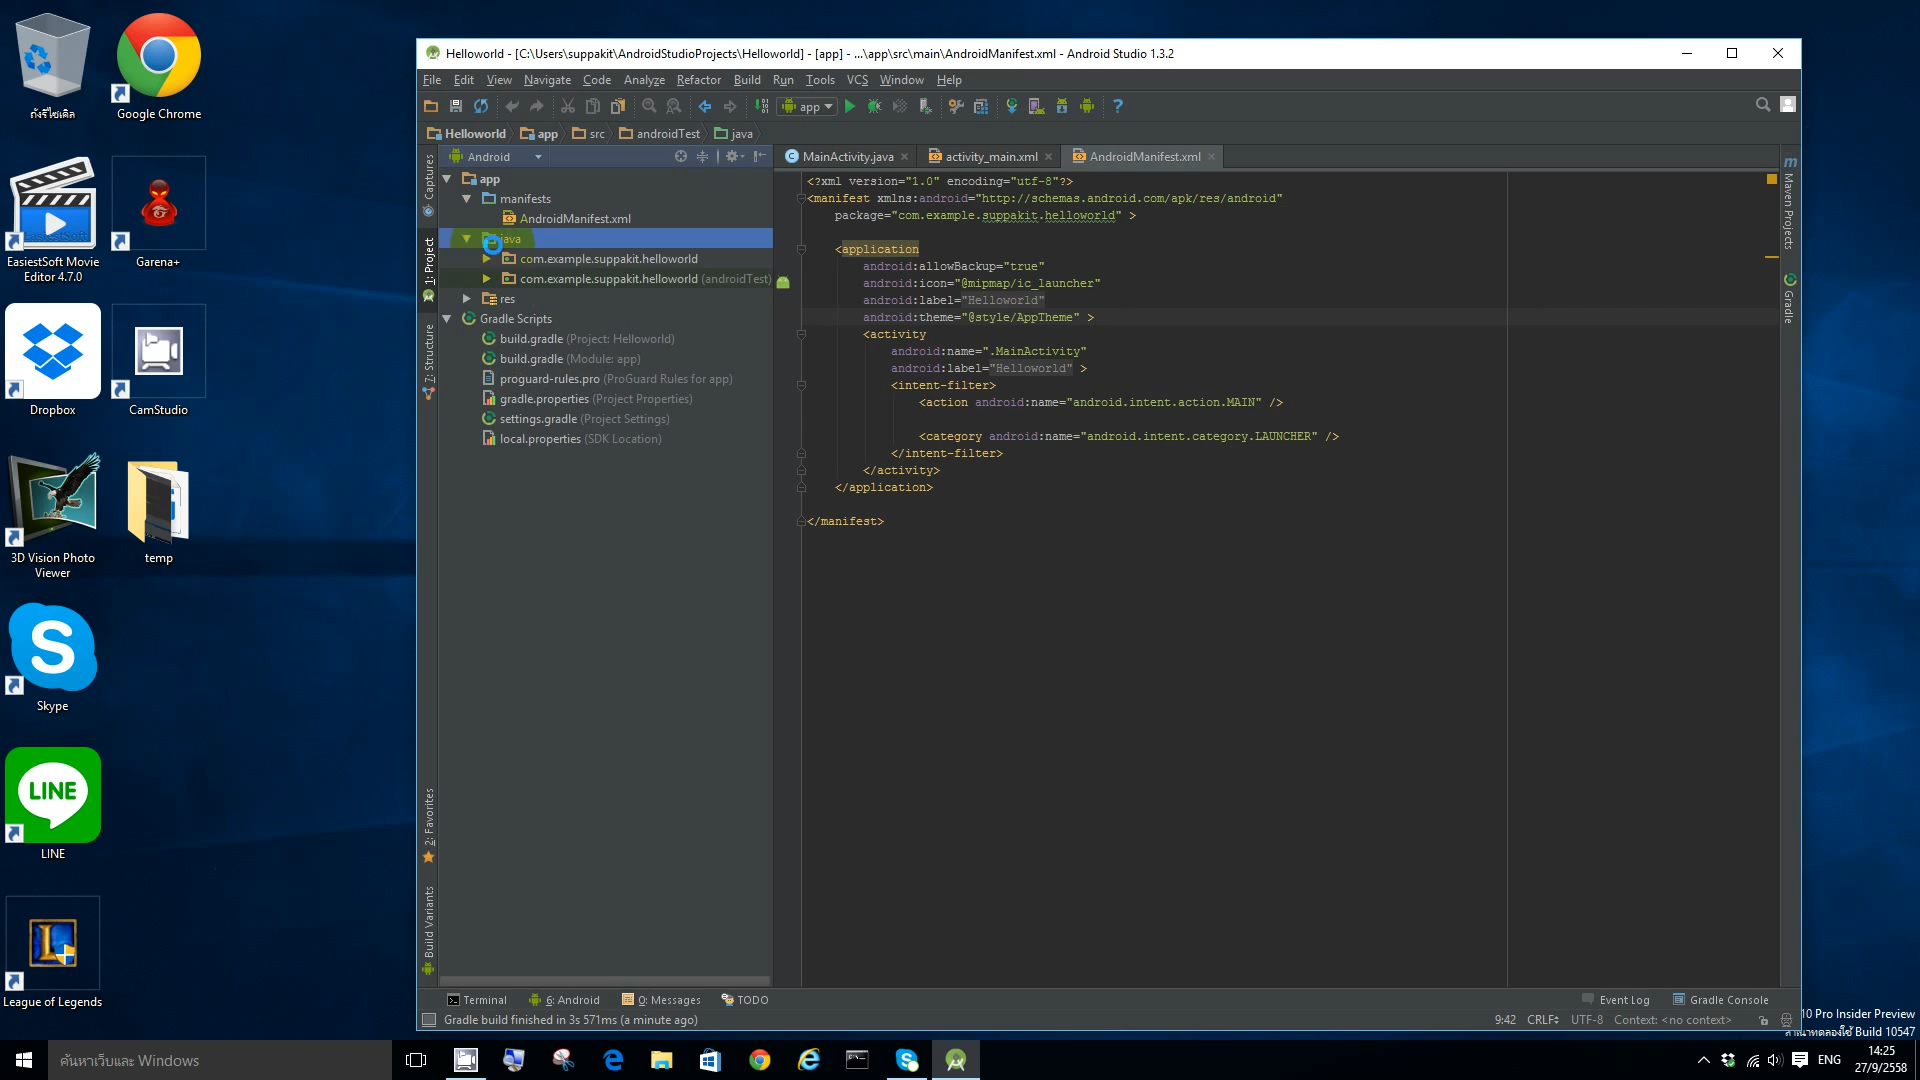 ถังรีไซเคิล
Google Chrome
EasiestSoft Movie
Editor 4.7.0
Garena+
Dropbox
CamStudio
3D Vision Photo
Viewer
temp
Skype
LINE
LINE
League of Legends
Helloworld - [C:\Users\suppakit\AndroidStudioProjects\Helloworld] - [app] - ...\app\src\main\AndroidManifest.xml - Android Studio 1.3.2
File Edit View Navigate Code Analyze Refactor Build Run Tools VCS Window Help
app
Helloworld app src androidTest java
Android
MainActivity.java activity_main.xml AndroidManifest.xml
Captures
1: Project
7: Structure
2: Favorites
Build Variants
app
manifests
AndroidManifest.xml
java
com.example.suppakit.helloworld
com.example.suppakit.helloworld (androidTest)
res
Gradle Scripts
build.gradle (Project: Helloworld)
build.gradle (Module: app)
proguard-rules.pro (ProGuard Rules for app)
gradle.properties (Project Properties)
settings.gradle (Project Settings)
local.properties (SDK Location)
<?xml version="1.0" encoding="utf-8"?>
<manifest xmlns:android="http://schemas.android.com/apk/res/android"
package="com.example.suppakit.helloworld" >
<application
android:allowBackup="true"
android:icon="@mipmap/ic_launcher"
android:label="Helloworld"
android:theme="@style/AppTheme" >
<activity
android:name=".MainActivity"
android:label="Helloworld" >
<intent-filter>
<action android:name="android.intent.action.MAIN" />
<category android:name="android.intent.category.LAUNCHER" />
</intent-filter>
</activity>
</application>
</manifest>
Maven Projects
Gradle
Terminal 6: Android 0: Messages TODO Event Log Gradle Console
Gradle build finished in 3s 571ms (a minute ago) 9:42 CRLF UTF-8 Context: <no context>
10 Pro Insider Preview
Build 10547
ค้นหาเว็บและ Windows
ENG
14:25
27/9/2558